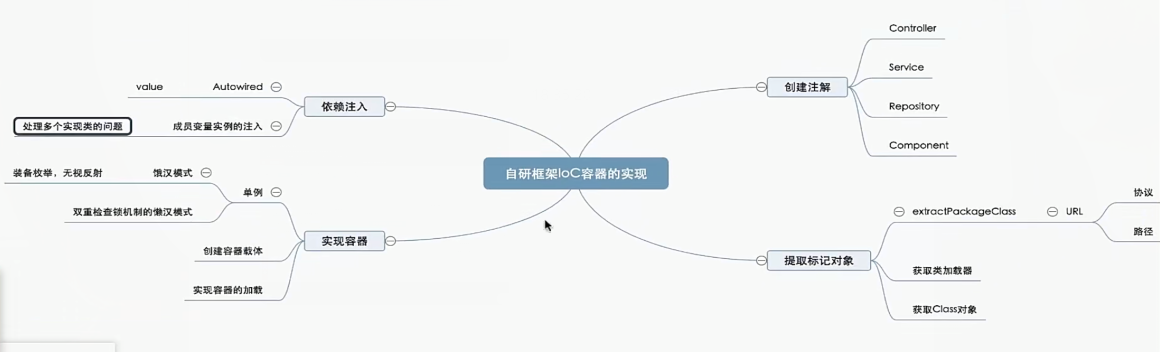 自研框架IoC容器的实现
创建注解
Controller
Service
Repository
Component
提取标记对象
extractPackageClass
URL
协议
路径
获取类加载器
获取Class对象
依赖注入
Autowired
value
成员变量实例的注入
处理多个实现类的问题
实现容器
单例
饿汉模式
装备枚举，无视反射
双重检查锁机制的懒汉模式
创建容器载体
实现容器的加载